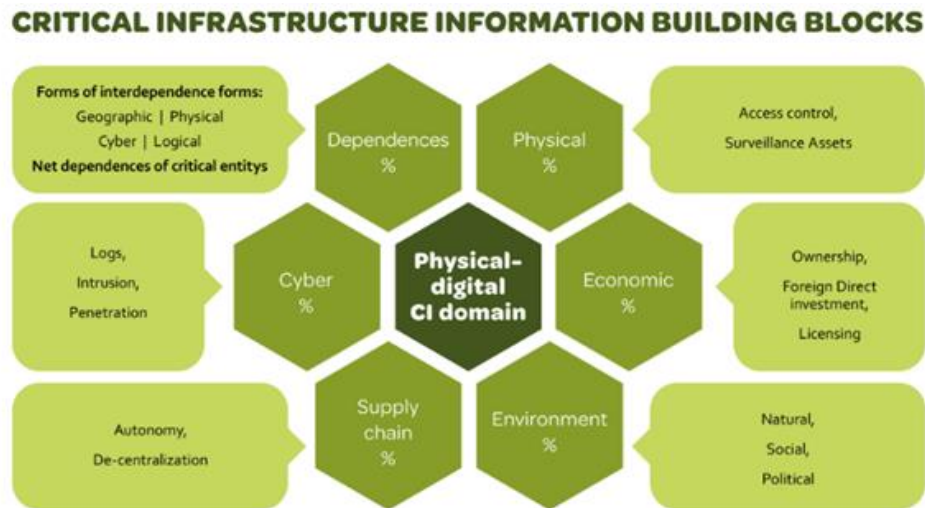 CRITICAL INFRASTRUCTURE INFORMATION BUILDING BLOCKS
Forms of interdependence forms:
Geographic | Physical
Cyber | Logical
Net dependences of critical entitys
Dependences
%
Physical
%
Access control,
Surveillance Assets
Logs,
Intrusion,
Penetration
Cyber
%
Physical-
digital
CI domain
Economic
%
Ownership,
Foreign Direct
investment,
Licensing
Autonomy,
De-centralization
Supply
chain
%
Environment
%
Natural,
Social,
Political